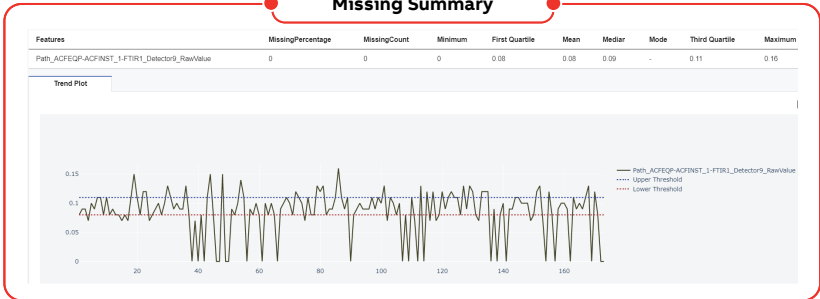 Missing Summary
Features MissingPercentage MissingCount Minimum First Quartile Mean Median Mode Third Quartile Maximum
Path_ACFEQP-ACFINST_1-FTIR1_Detector9_RawValue 0 0 0 0.08 0.08 0.09 - 0.11 0.16
Trend Plot
Path_ACFEQP-ACFINST_1-FTIR1_Detector9_RawValue
Upper Threshold
Lower Threshold
0.15
0.1
0.05
0
20 40 60 80 100 120 140 160